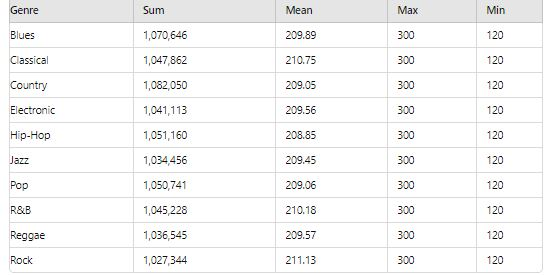 Genre Sum Mean Max Min
Blues 1,070,646 209.89 300 120
Classical 1,047,862 210.75 300 120
Country 1,082,050 209.05 300 120
Electronic 1,041,113 209.56 300 120
Hip-Hop 1,051,160 208.85 300 120
Jazz 1,034,456 209.45 300 120
Pop 1,050,741 209.06 300 120
R&B 1,045,228 210.18 300 120
Reggae 1,036,545 209.57 300 120
Rock 1,027,344 211.13 300 120